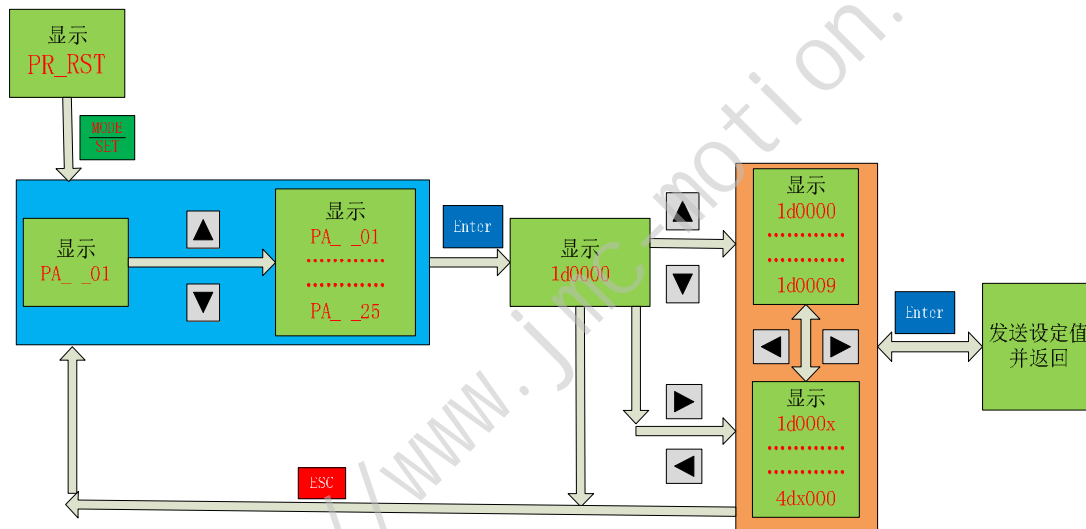 显示
PR_RST
MODE
SET
显示
PA_ _01
显示
PA_ _01
............
............
PA_ _25
Enter
显示
1d0000
显示
1d0000
............
............
1d0009
显示
1d000x
............
............
4dx000
Enter
发送设定值
并返回
ESC
//www.jmc-motion.